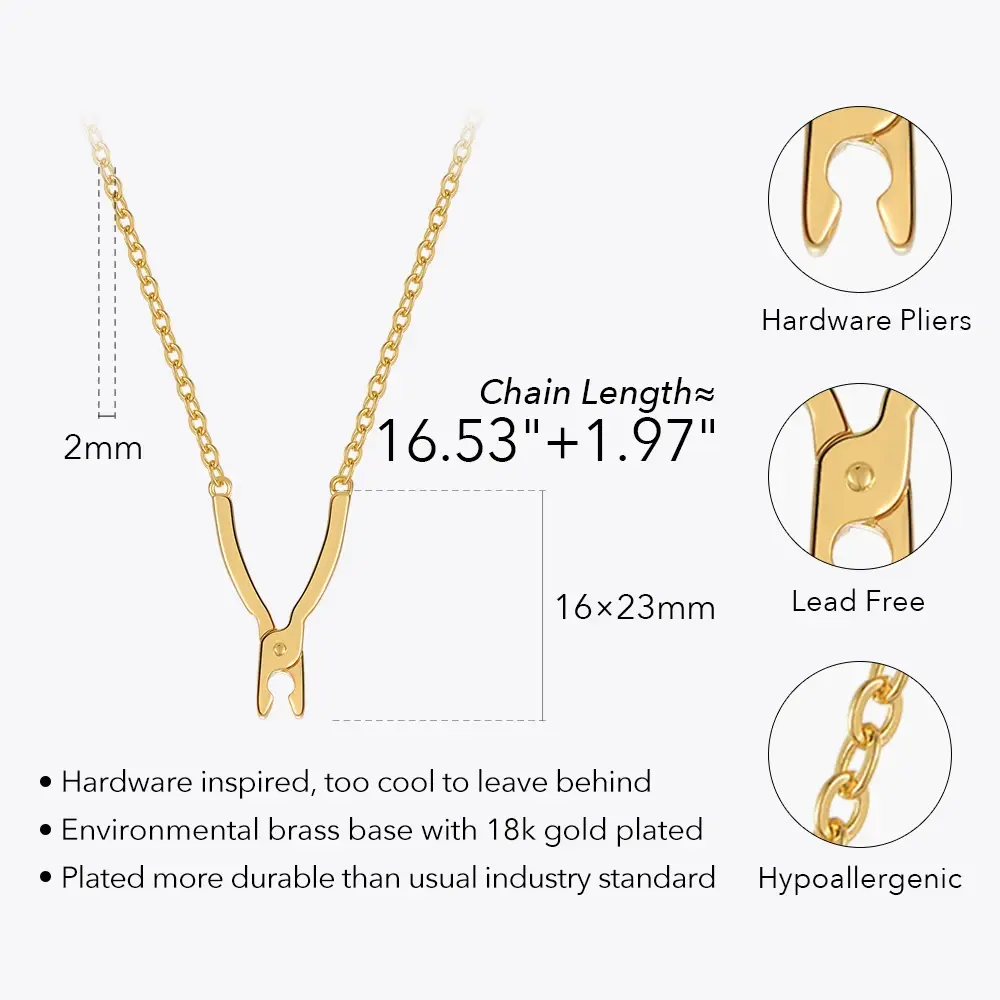 2mm
Chain Length≈
16.53"+1.97"
16×23mm
Hardware Pliers
Lead Free
Hypoallergenic
• Hardware inspired, too cool to leave behind
• Environmental brass base with 18k gold plated
• Plated more durable than usual industry standard